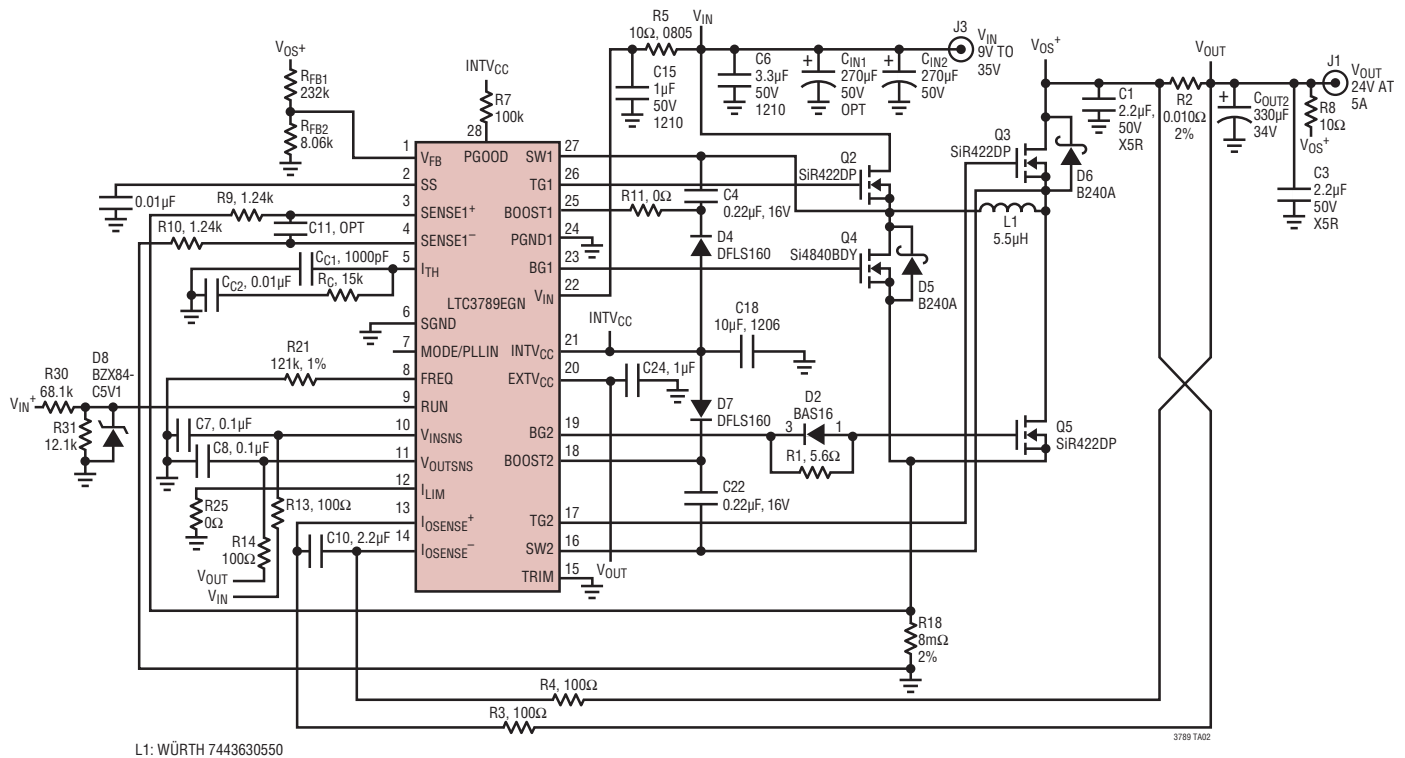 VIN
R5
10Ω, 0805
C15
1µF
50V
1210
C6
3.3µF
50V
1210
+
CIN1
270µF
50V
OPT
+
CIN2
270µF
50V
J3
VIN
9V TO
35V
VOS+
VOUT
J1
VOUT
24V AT
5A
C1
2.2µF,
50V
X5R
R2
0.010Ω
2%
+
COUT2
330µF
34V
R8
10Ω
VOS+
C3
2.2µF
50V
X5R
VOS+
RFB1
232k
RFB2
8.06k
INTVCC
R7
100k
28
PGOOD
1
VFB
2
SS
3
SENSE1+
4
SENSE1–
5
ITH
LTC3789EGN
6
SGND
7
MODE/PLLIN
8
FREQ
9
RUN
10
VINSNS
11
VOUTSNS
12
ILIM
13
IOSENSE+
14
IOSENSE–
27
SW1
26
TG1
25
BOOST1
24
PGND1
23
BG1
22
VIN
21
INTVCC
20
EXTVCC
19
BG2
18
BOOST2
17
TG2
16
SW2
15
TRIM
0.01µF
R9, 1.24k
R10, 1.24k
C11, OPT
CC1, 1000pF
CC2, 0.01µF
RC, 15k
R21
121k, 1%
D8
BZX84-
C5V1
R30
68.1k
VIN+
R31
12.1k
C7, 0.1µF
C8, 0.1µF
R25
0Ω
R13, 100Ω
R14
100Ω
VOUT
VIN
C10, 2.2µF
R11, 0Ω
C4
0.22µF, 16V
D4
DFLS160
INTVCC
C18
10µF, 1206
C24, 1µF
D7
DFLS160
D2
BAS16
3
1
R1, 5.6Ω
C22
0.22µF, 16V
VOUT
Q2
SiR422DP
Q4
Si4840BDY
D5
B240A
Q3
SiR422DP
D6
B240A
L1
5.5µH
Q5
SiR422DP
R18
8mΩ
2%
R4, 100Ω
R3, 100Ω
3789 TA02
L1: WÜRTH 7443630550